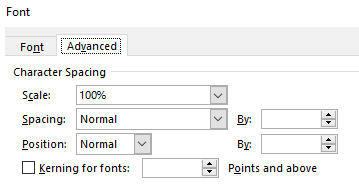 Font
Font Advanced
Character Spacing
Scale: 100%
Spacing: Normal By:
Position: Normal By:
Kerning for fonts: Points and above